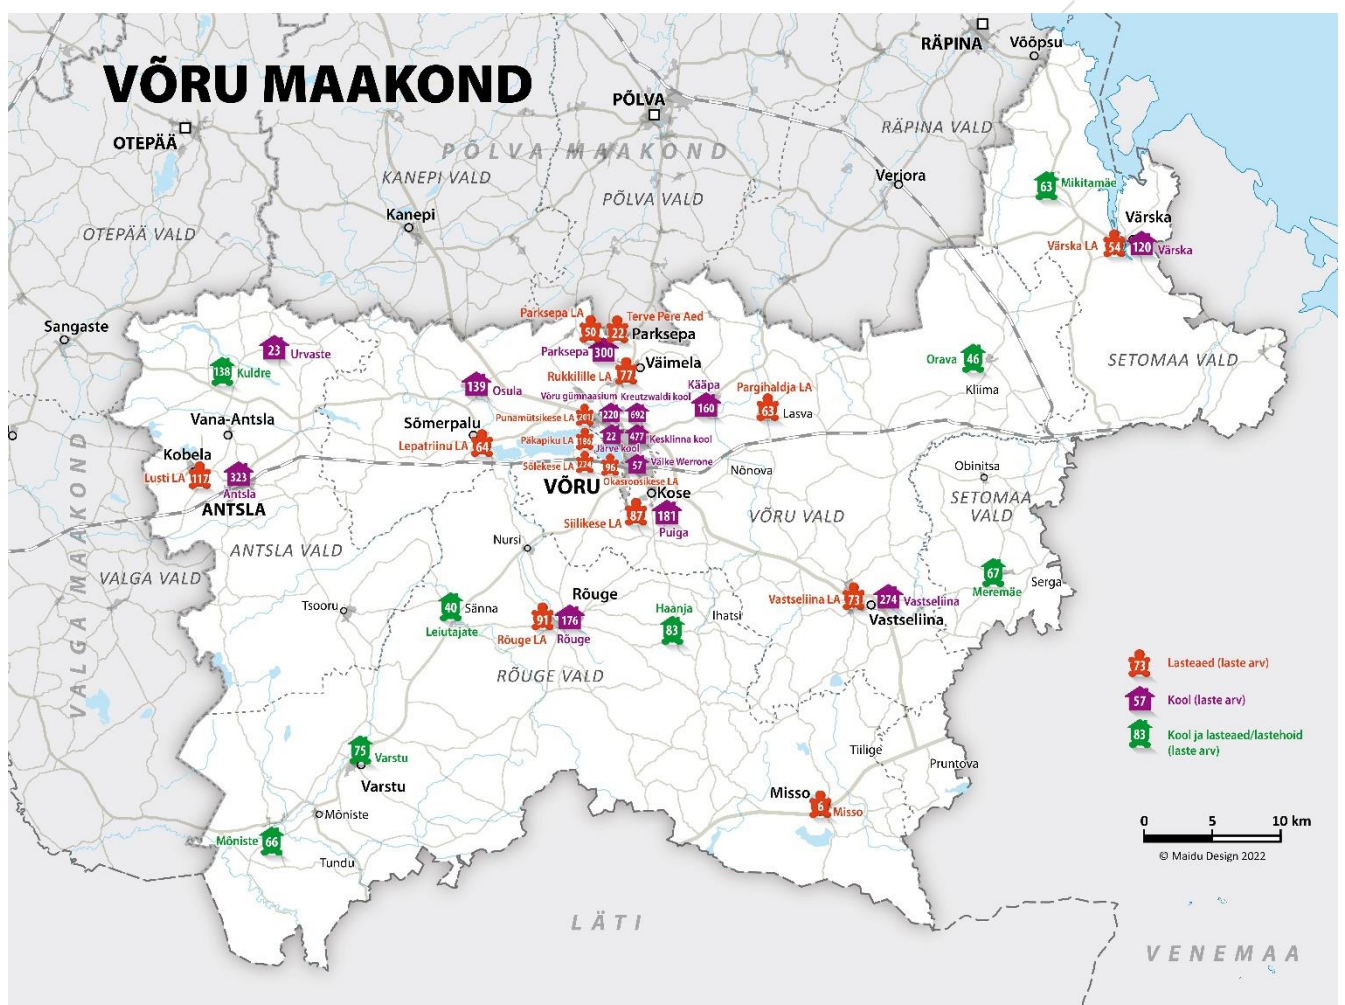 VÕRU MAAKOND
RÄPINA
Võõpsu
PÕLVA
OTEPÄÄ
RÄPINA VALD
PÕLVA MAAKOND
KANEPI VALD
Verjora
63
Mikitamäe
PÕLVA VALD
Kanepi
Värska
OTEPÄÄ VALD
Värska LA
54
120
Värska
Sangaste
Parksepa LA
50
22
Terve Pere Aed
Parksepa
23
Urvaste
Parksepa
300
Väimela
Orava
46
SETOMAA VALD
138
Kuldre
Rukkilille LA
77
Kliima
139
Osula
Kääpa
160
Pargihaldja LA
63
Lasva
Võru gümnaasium
Kreutzwaldi kool
Punamütsikese LA
201
220
692
Vana-Antsla
Sõmerpalu
Lepatriinu LA
64
Päkapiku LA
186
22
477
Kesklinna kool
Järve kool
Kobela
Lusti LA
117
323
Antsla
ANTSLA
Sõlekese LA
224
96
57
Väike Werrone
Okasroosikese LA
Nõnova
Obinitsa
VÕRU
Kose
SETOMAA
VALD
Siilikese LA
87
181
Puiga
VÕRU VALD
ANTSLA VALD
Nursi
VALGA MAAKOND
VALGA VALD
67
Meremäe
Serga
Tsooru
40
Sänna
Leiutajate
Rõuge
91
176
Rõuge LA
Rõuge
Haanja
83
Ihatsi
Vastseliina LA
73
274
Vastseliina
Vastseliina
RÕUGE VALD
73
Lasteaed (laste arv)
57
Kool (laste arv)
83
Kool ja lasteaed/lastehoid
(laste arv)
75
Varstu
Varstu
Tiilige
Pruntova
Misso
6
Misso
Mõniste
Mõniste
66
Tundu
0 5 10 km
© Maidu Design 2022
LÄTI
VENEMAA